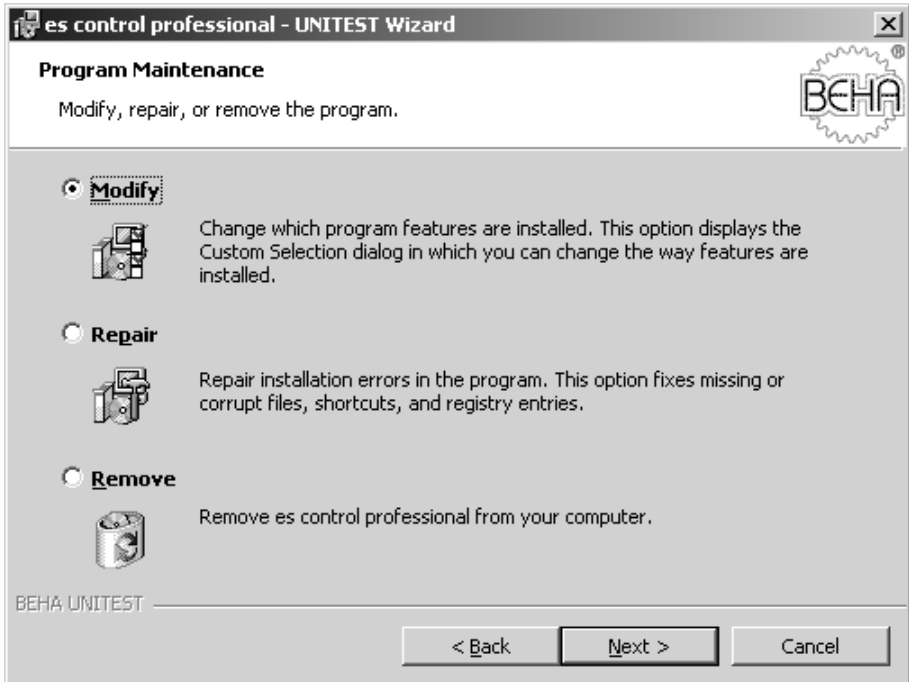 es control professional - UNITEST Wizard
Program Maintenance
Modify, repair, or remove the program.
BEHA
®
Modify
Change which program features are installed. This option displays the
Custom Selection dialog in which you can change the way features are
installed.
Repair
Repair installation errors in the program. This option fixes missing or
corrupt files, shortcuts, and registry entries.
Remove
Remove es control professional from your computer.
BEHA UNITEST
< Back
Next >
Cancel